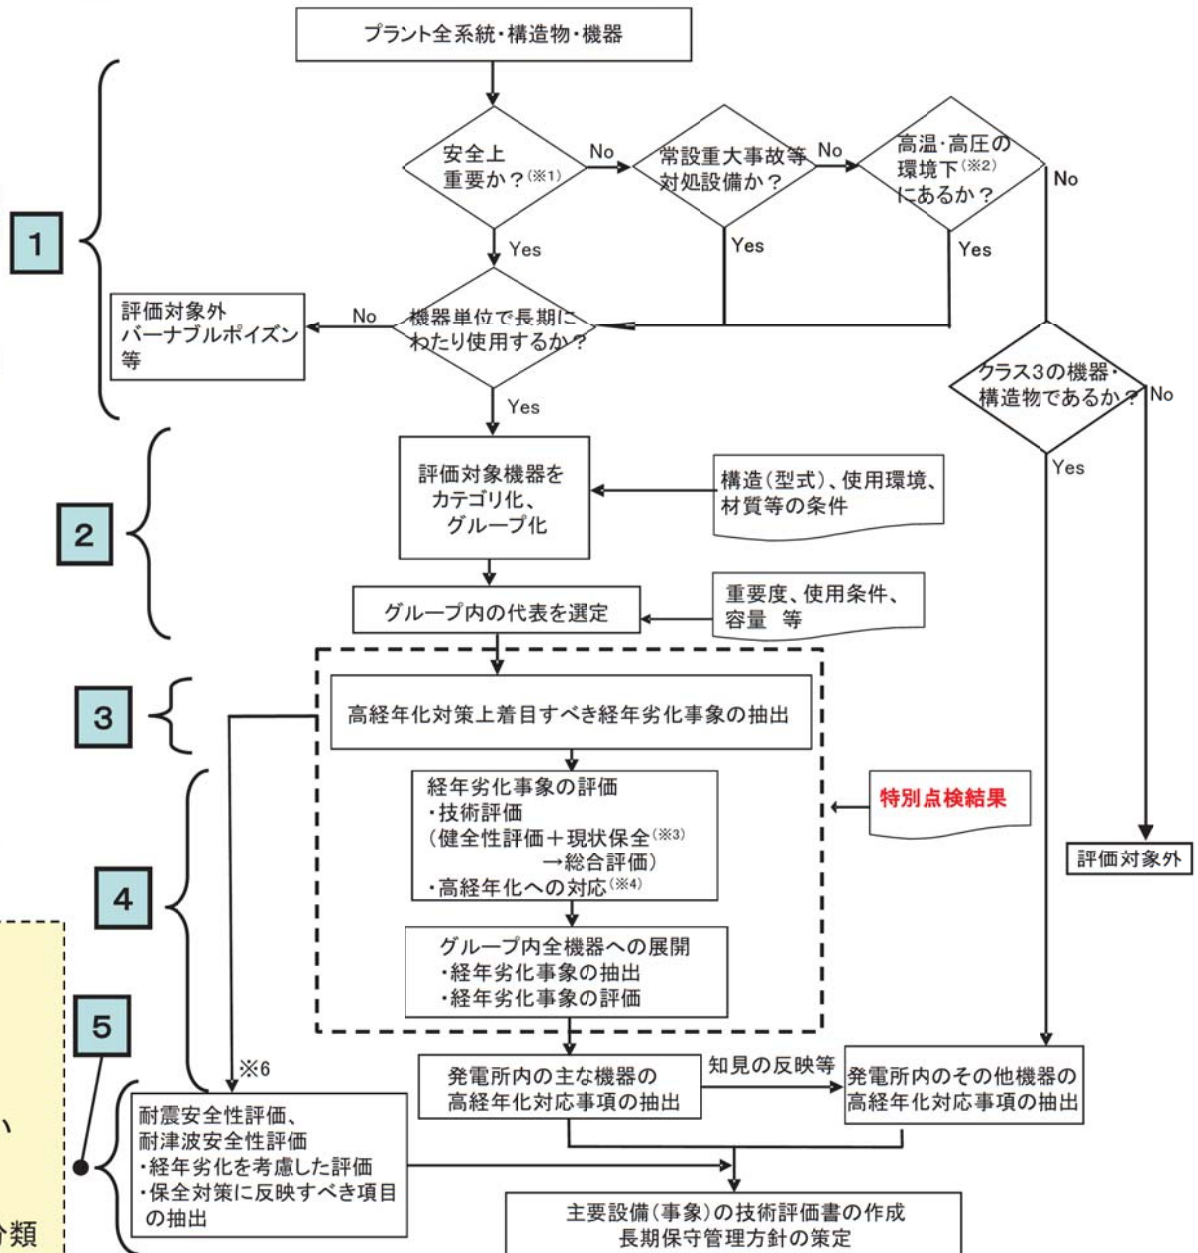 プラント全系統・構造物・機器
安全上
重要か？(※1)
No
常設重大事故等
対処設備か？
No
高温・高圧の
環境下(※2)
にあるか？
No
1
Yes
Yes
Yes
評価対象外
バーナブルポイズン
等
No
機器単位で長期に
わたり使用するか？
クラス3の機器・
構造物であるか？
No
Yes
Yes
2
評価対象機器を
カテゴリ化、
グループ化
構造(型式)、使用環境、
材質等の条件
グループ内の代表を選定
重要度、使用条件、
容量 等
3
高経年化対策上着目すべき経年劣化事象の抽出
4
経年劣化事象の評価
・技術評価
(健全性評価＋現状保全(※3)
→総合評価)
・高経年化への対応(※4)
特別点検結果
評価対象外
グループ内全機器への展開
・経年劣化事象の抽出
・経年劣化事象の評価
5
※6
発電所内の主な機器の
高経年化対応事項の抽出
知見の反映等
発電所内のその他機器の
高経年化対応事項の抽出
耐震安全性評価、
耐津波安全性評価
・経年劣化を考慮した評価
・保全対策に反映すべき項目
の抽出
い
分類
主要設備(事象)の技術評価書の作成
長期保守管理方針の策定